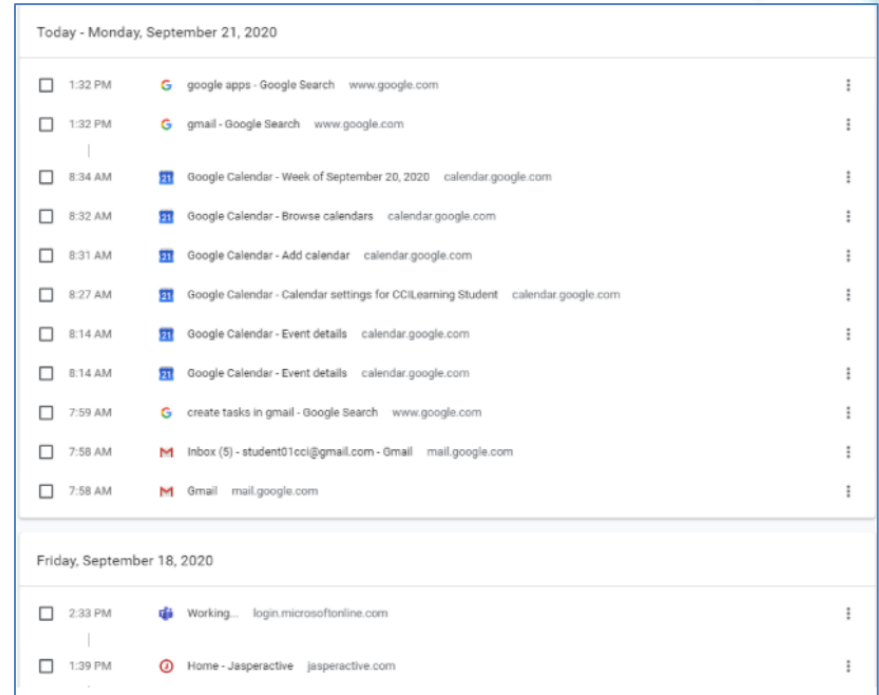 Today - Monday, September 21, 2020
1:32 PM google apps - Google Search www.google.com
1:32 PM gmail - Google Search www.google.com
8:34 AM 21 Google Calendar - Week of September 20, 2020 calendar.google.com
8:32 AM 21 Google Calendar - Browse calendars calendar.google.com
8:31 AM 21 Google Calendar - Add calendar calendar.google.com
8:27 AM 21 Google Calendar - Calendar settings for CCILearning Student calendar.google.com
8:14 AM 21 Google Calendar - Event details calendar.google.com
8:14 AM 21 Google Calendar - Event details calendar.google.com
7:59 AM create tasks in gmail - Google Search www.google.com
7:58 AM Inbox (5) - student01cci@gmail.com - Gmail mail.google.com
7:58 AM Gmail mail.google.com
Friday, September 18, 2020
2:33 PM Working... login.microsoftonline.com
1:39 PM Home - Jasperactive jasperactive.com